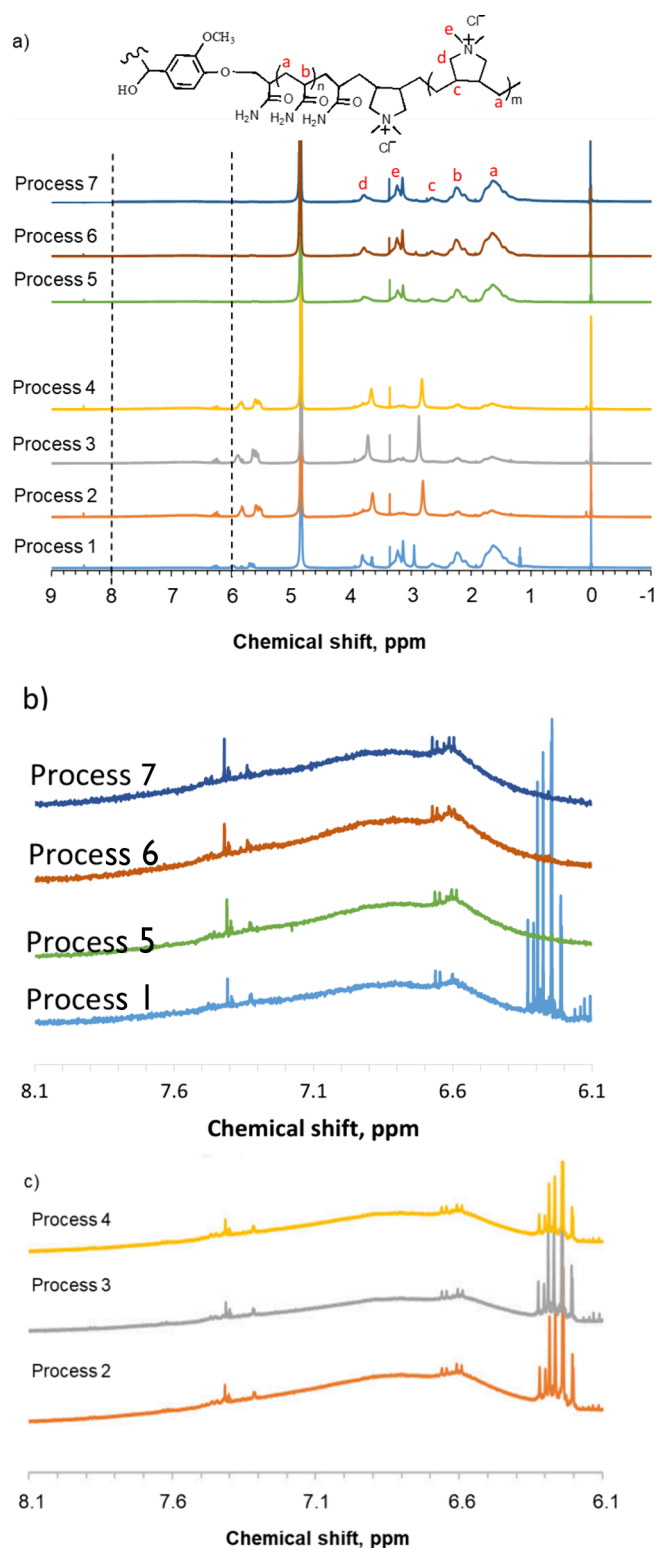 a)
e
Cl−
N
+
d
OCH3
a
b
HO
O
n
O
O
O
c
a
m
H2N
H2N
H2N
N
+
Cl−
Process 7
d
e
c
b
a
Process 6
Process 5
Process 4
Process 3
Process 2
Process 1
9 8 7 6 5 4 3 2 1 0 -1
Chemical shift, ppm
b)
Process 7
Process 6
Process 5
Process 1
8.1 7.6 7.1 6.6 6.1
Chemical shift, ppm
c)
Process 4
Process 3
Process 2
8.1 7.6 7.1 6.6 6.1
Chemical shift, ppm